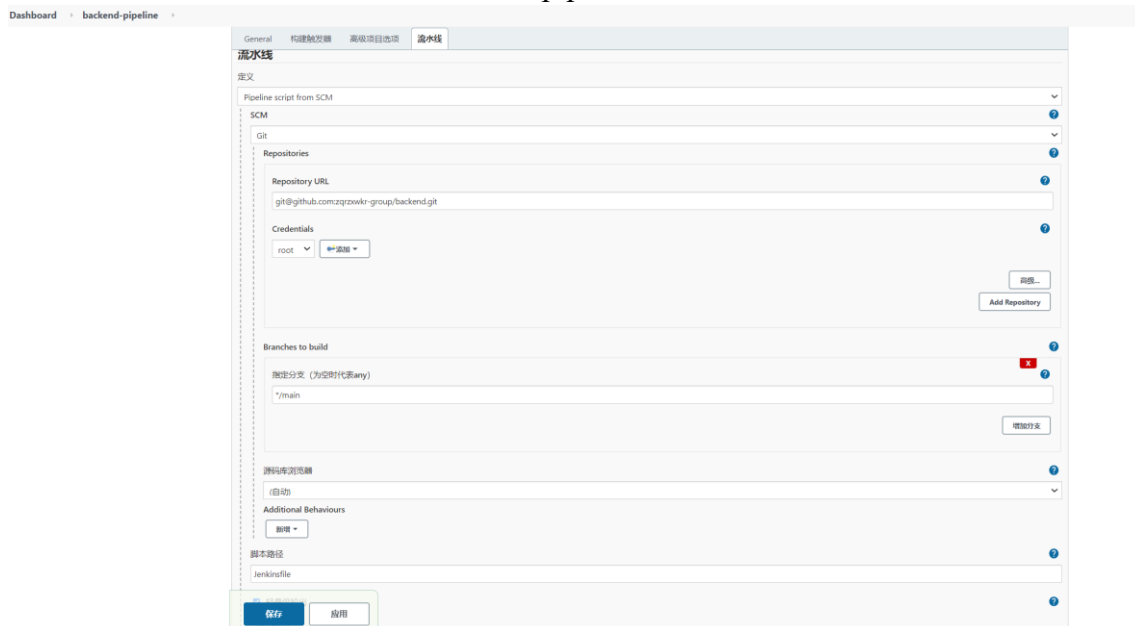 Dashboard
backend-pipeline
General 构建触发器 高级项目选项 流水线
流水线
定义
Pipeline script from SCM
SCM
Git
Repositories
Repository URL
git@github.com:zqrzxwkr-group/backend.git
Credentials
root 添加
高级...
Add Repository
Branches to build
X
指定分支（为空时代表any）
*/main
增加分支
源码库浏览器
(自动)
Additional Behaviours
新增
脚本路径
Jenkinsfile
保存 应用